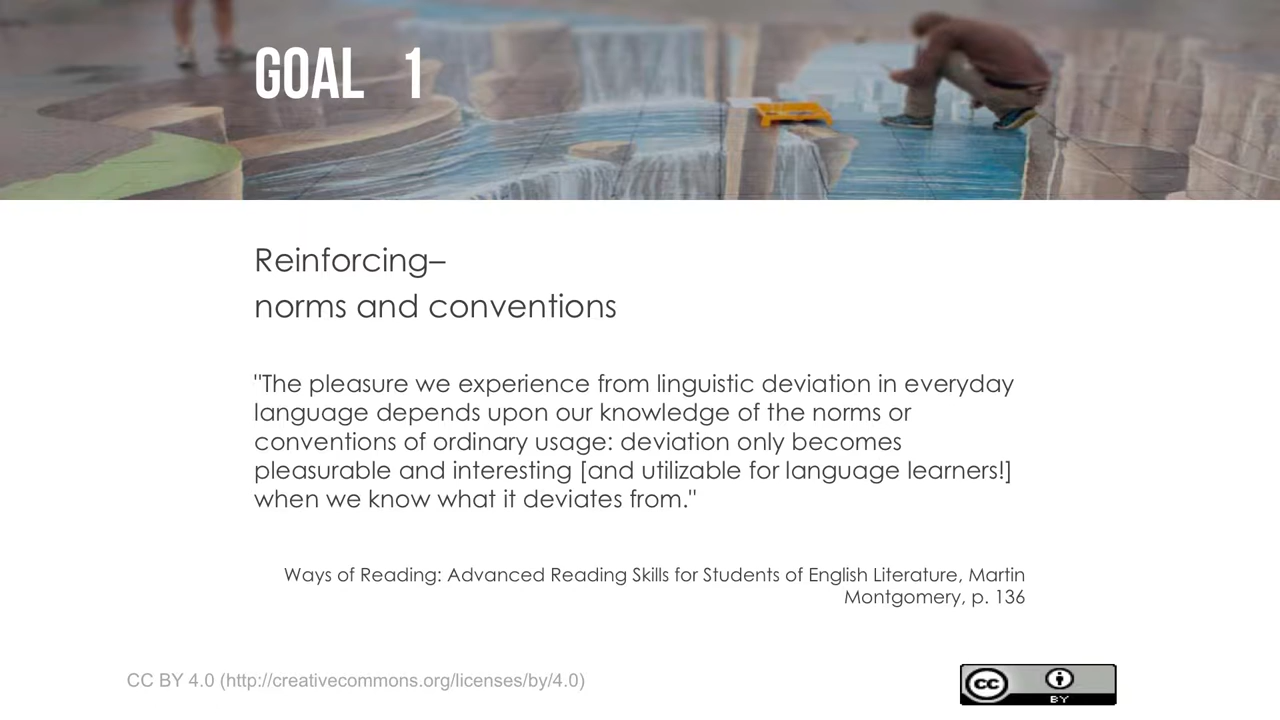 GOAL 1
Reinforcing–
norms and conventions
"The pleasure we experience from linguistic deviation in everyday
language depends upon our knowledge of the norms or
conventions of ordinary usage: deviation only becomes
pleasurable and interesting [and utilizable for language learners!]
when we know what it deviates from."
Ways of Reading: Advanced Reading Skills for Students of English Literature, Martin
Montgomery, p. 136
CC BY 4.0 (http://creativecommons.org/licenses/by/4.0)
cc
BY